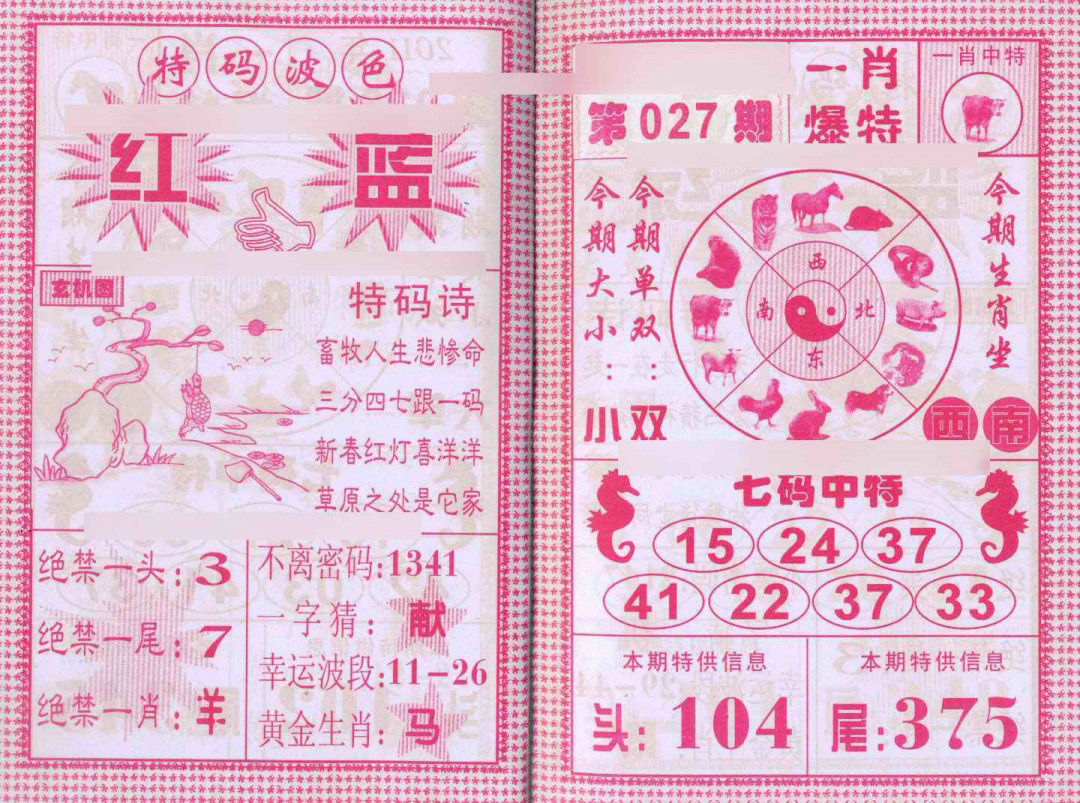 特码波色
红 蓝
玄机图
特码诗
畜牧人生悲惨命
三分四七跟一码
新春红灯喜洋洋
草原之处是它家
绝禁一头:3
绝禁一尾:7
绝禁一肖:羊
不离密码:1341
一字猜:献
幸运波段:11-26
黄金生肖:马
第027期
一肖
爆特
一肖中特
今期大小:小
今期单双:双
西
南
北
东
今期生肖坐
西南
七码中特
15 24 37
41 22 37 33
本期特供信息
头:104
本期特供信息
尾:375